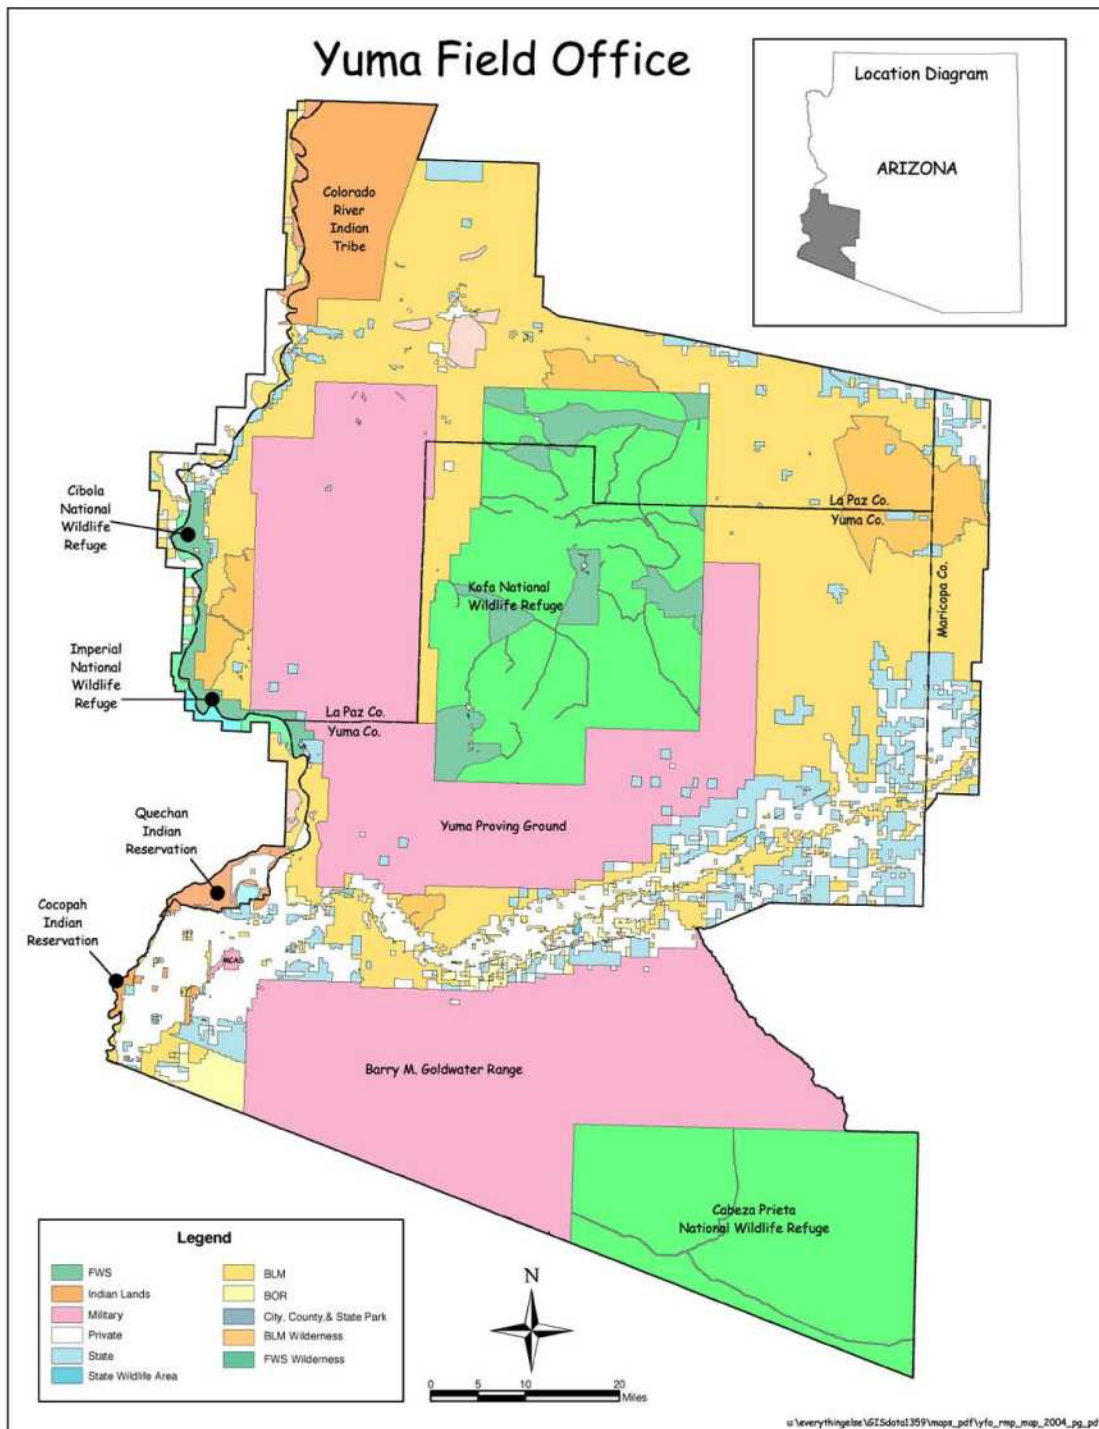 Yuma Field Office
Location Diagram
ARIZONA
Colorado
River
Indian
Tribe
Cibola
National
Wildlife
Refuge
La Paz Co.
Yuma Co.
Maricopa Co.
Kofa National
Wildlife Refuge
Imperial
National
Wildlife
Refuge
La Paz Co.
Yuma Co.
Quechan
Indian
Reservation
Yuma Proving Ground
Cocopah
Indian
Reservation
MCAS
Barry M. Goldwater Range
Cabeza Prieta
National Wildlife Refuge
Legend
FWS
Indian Lands
Military
Private
State
State Wildlife Area
BLM
BOR
City, County,& State Park
BLM Wilderness
FWS Wilderness
N
0 5 10 20
Miles
u:\everythingelse\GISdata1359\maps_pdf\yfo_rmp_map_2004_pg_pdf